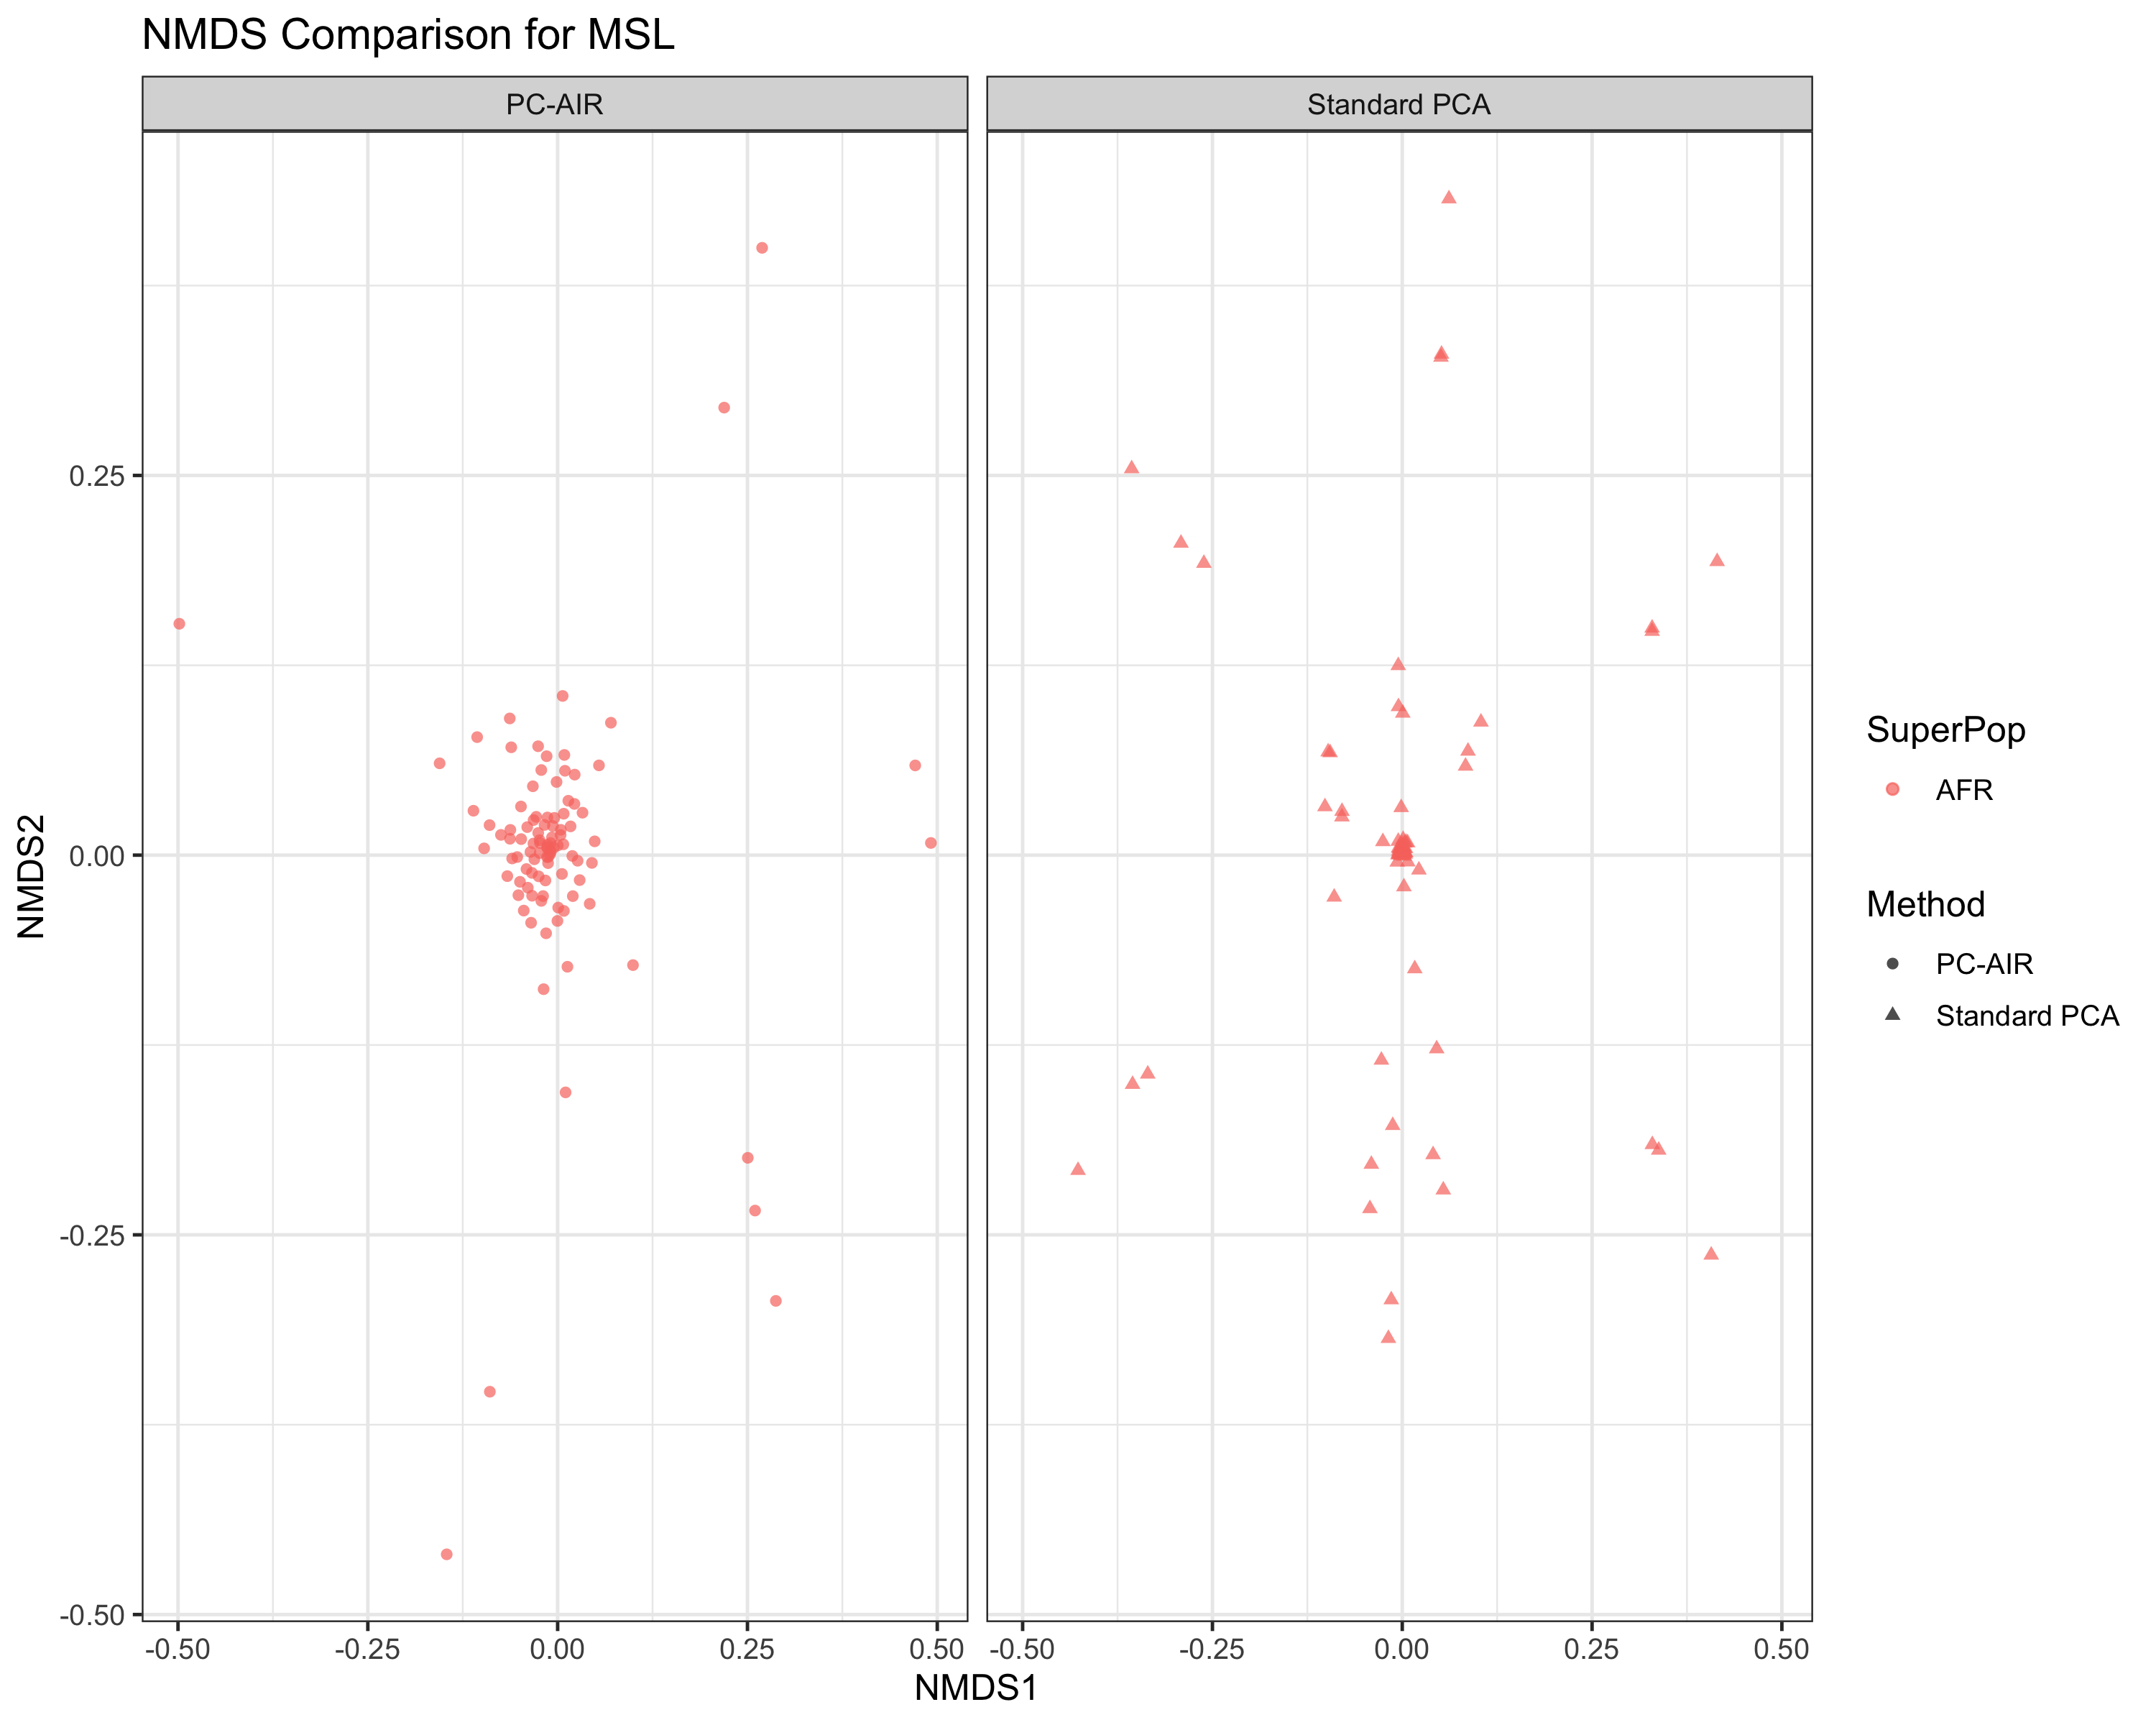 NMDS Comparison for MSL
PC-AIR
Standard PCA
0.25
0.00
-0.25
-0.50
NMDS2
-0.50 -0.25 0.00 0.25 0.50
-0.50 -0.25 0.00 0.25 0.50
NMDS1
SuperPop
AFR
Method
PC-AIR
Standard PCA